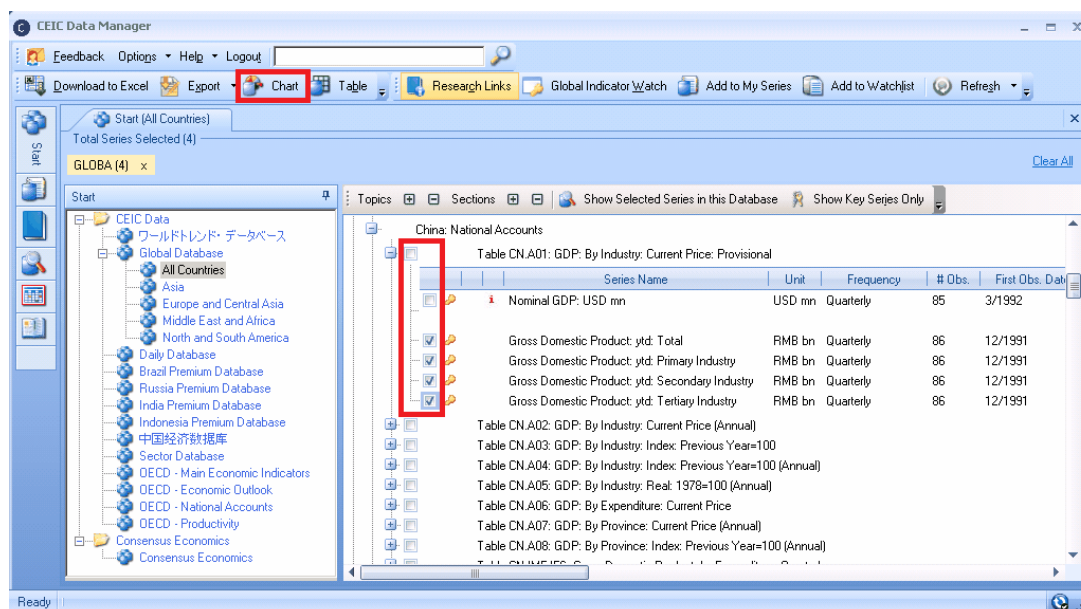 CEIC Data Manager
Feedback Options Help Logout
Download to Excel Export Chart Table Research Links Global Indicator Watch Add to My Series Add to Watchlist Refresh
Start (All Countries)
Total Series Selected (4)
GLOBA (4) x
Clear All
Start
Start
CEIC Data
ワールドトレンド・データベース
Global Database
All Countries
Asia
Europe and Central Asia
Middle East and Africa
North and South America
Daily Database
Brazil Premium Database
Russia Premium Database
India Premium Database
Indonesia Premium Database
中国经济数据库
Sector Database
OECD - Main Economic Indicators
OECD - Economic Outlook
OECD - National Accounts
OECD - Productivity
Consensus Economics
Consensus Economics
Topics Sections Show Selected Series in this Database Show Key Series Only
China: National Accounts
Table CN.A01: GDP: By Industry: Current Price: Provisional
Series Name Unit Frequency # Obs. First Obs. Date
Nominal GDP: USD mn USD mn Quarterly 85 3/1992
Gross Domestic Product: ytd: Total RMB bn Quarterly 86 12/1991
Gross Domestic Product: ytd: Primary Industry RMB bn Quarterly 86 12/1991
Gross Domestic Product: ytd: Secondary Industry RMB bn Quarterly 86 12/1991
Gross Domestic Product: ytd: Tertiary Industry RMB bn Quarterly 86 12/1991
Table CN.A02: GDP: By Industry: Current Price (Annual)
Table CN.A03: GDP: By Industry: Index: Previous Year=100
Table CN.A04: GDP: By Industry: Index: Previous Year=100 (Annual)
Table CN.A05: GDP: By Industry: Real: 1978=100 (Annual)
Table CN.A06: GDP: By Expenditure: Current Price
Table CN.A07: GDP: By Province: Current Price (Annual)
Table CN.A08: GDP: By Province: Index: Previous Year=100 (Annual)
Ready